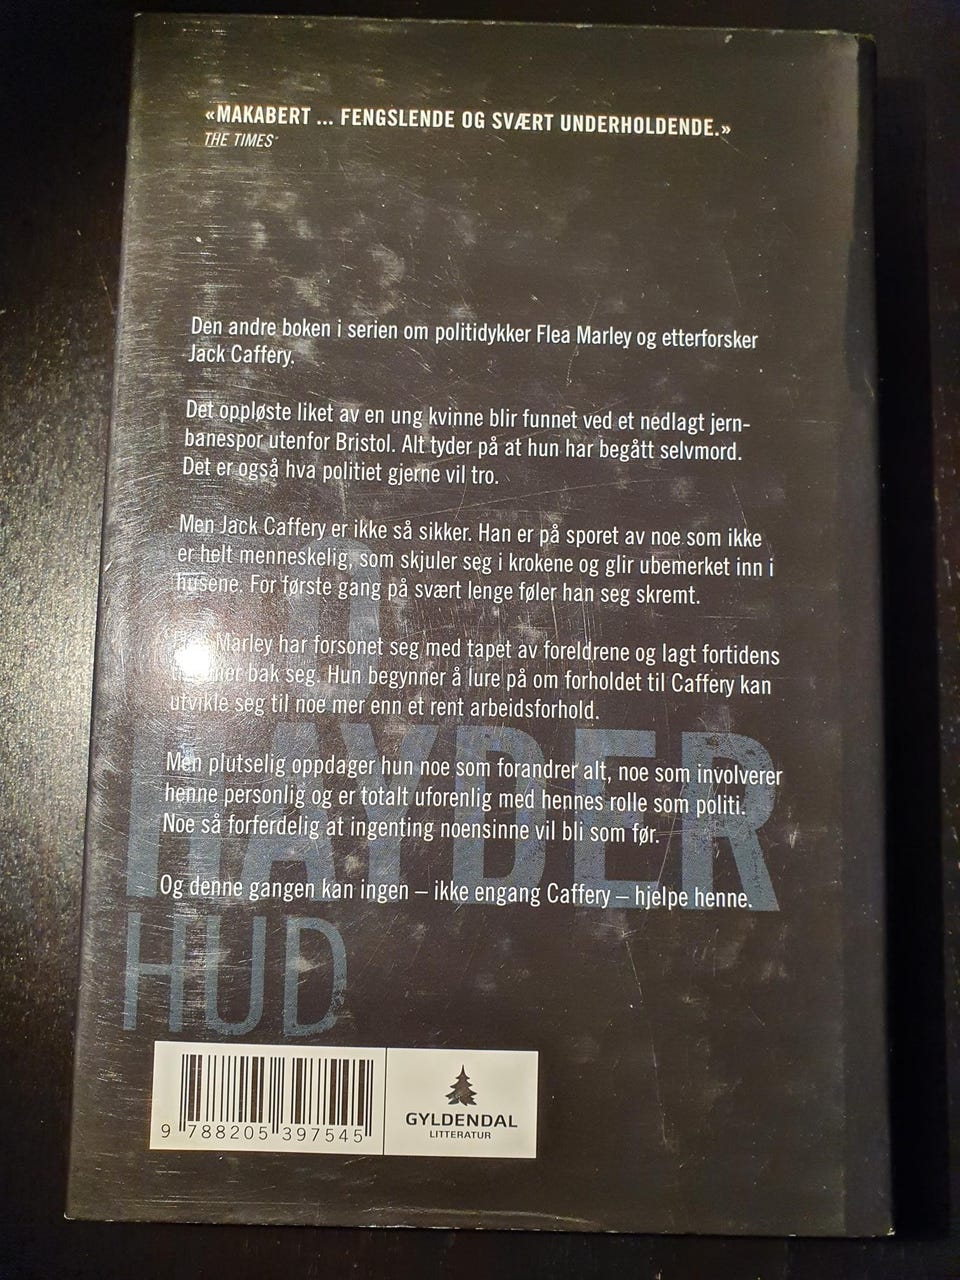 «MAKABERT ... FENGSLENDE OG SVÆRT UNDERHOLDENDE.»
THE TIMES
Den andre boken i serien om politidykker Flea Marley og etterforsker
Jack Caffery.
Det oppløste liket av en ung kvinne blir funnet ved et nedlagt jern-
banespor utenfor Bristol. Alt tyder på at hun har begått selvmord.
Det er også hva politiet gjerne vil tro.
Men Jack Caffery er ikke så sikker. Han er på sporet av noe som ikke
er helt menneskelig, som skjuler seg i krokene og glir ubemerket inn i
husene. For første gang på svært lenge føler han seg skremt.
Marley har forsonet seg med tapet av foreldrene og lagt fortidens
bak seg. Hun begynner å lure på om forholdet til Caffery kan
utvikle seg til noe mer enn et rent arbeidsforhold.
Men plutselig oppdager hun noe som forandrer alt, noe som involverer
henne personlig og er totalt uforenlig med hennes rolle som politi.
Noe så forferdelig at ingenting noensinne vil bli som før.
Og denne gangen kan ingen – ikke engang Caffery – hjelpe henne.
HAYDER
HUD
9 788205 397545
GYLDENDAL
LITTERATUR